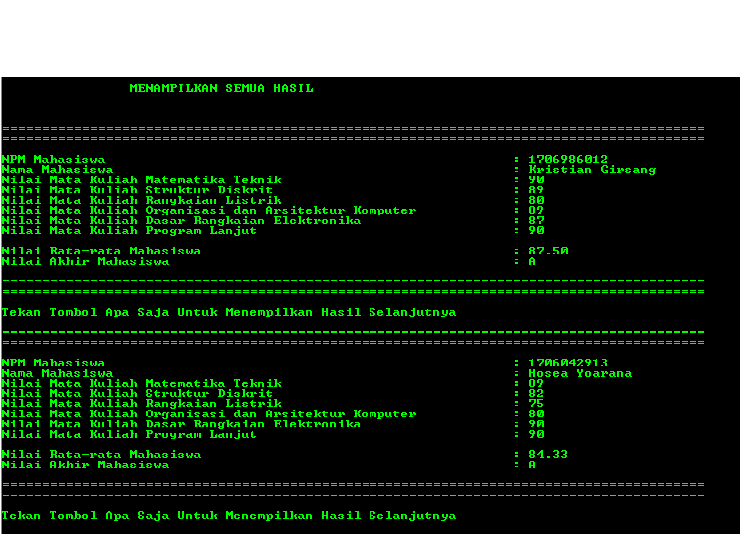 MENAMPILKAN SEMUA HASIL
========================================================================================
========================================================================================
NPM Mahasiswa : 1706986012
Nama Mahasiswa : Kristian Girsang
Nilai Mata Kuliah Matematika Teknik : 90
Nilai Mata Kuliah Struktur Diskrit : 89
Nilai Mata Kuliah Rangkaian Listrik : 80
Nilai Mata Kuliah Organisasi dan Arsitektur Komputer : 89
Nilai Mata Kuliah Dasar Rangkaian Elektronika : 87
Nilai Mata Kuliah Program Lanjut : 90
Nilai Rata-rata Mahasiswa : 87.50
Nilai Akhir Mahasiswa : A
========================================================================================
========================================================================================
Tekan Tombol Apa Saja Untuk Menempilkan Hasil Selanjutnya
========================================================================================
========================================================================================
NPM Mahasiswa : 1706042913
Nama Mahasiswa : Hosea Yoarana
Nilai Mata Kuliah Matematika Teknik : 89
Nilai Mata Kuliah Struktur Diskrit : 82
Nilai Mata Kuliah Rangkaian Listrik : 75
Nilai Mata Kuliah Organisasi dan Arsitektur Komputer : 80
Nilai Mata Kuliah Dasar Rangkaian Elektronika : 90
Nilai Mata Kuliah Program Lanjut : 90
Nilai Rata-rata Mahasiswa : 84.33
Nilai Akhir Mahasiswa : A
========================================================================================
========================================================================================
Tekan Tombol Apa Saja Untuk Menempilkan Hasil Selanjutnya